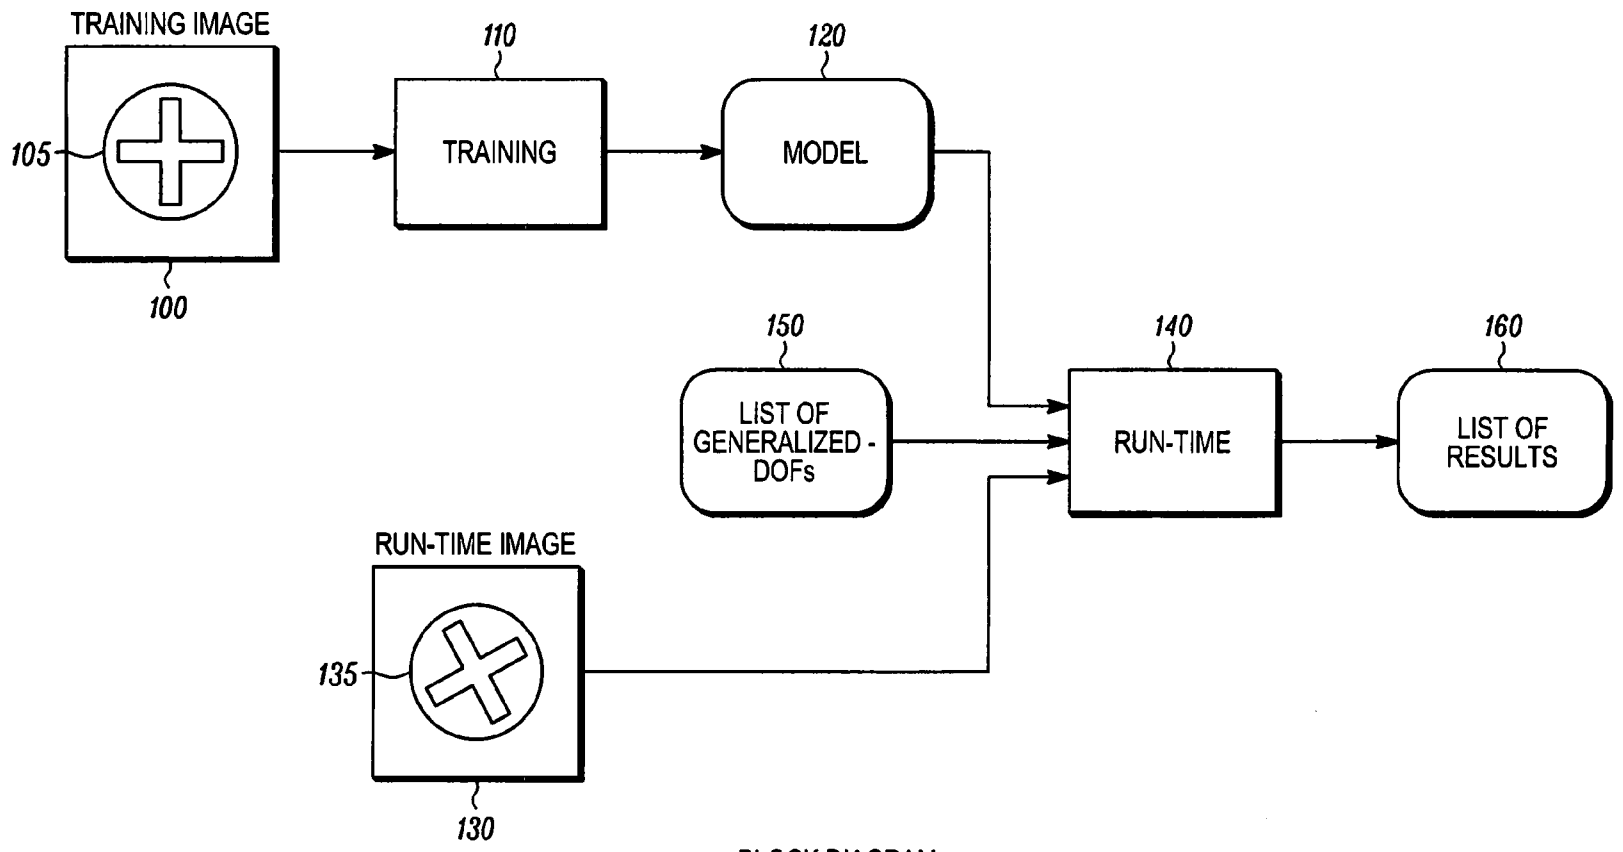 TRAINING IMAGE
110
120
105
TRAINING
MODEL
100
150
140
160
LIST OF
GENERALIZED -
DOFs
RUN-TIME
LIST OF
RESULTS
RUN-TIME IMAGE
135
130